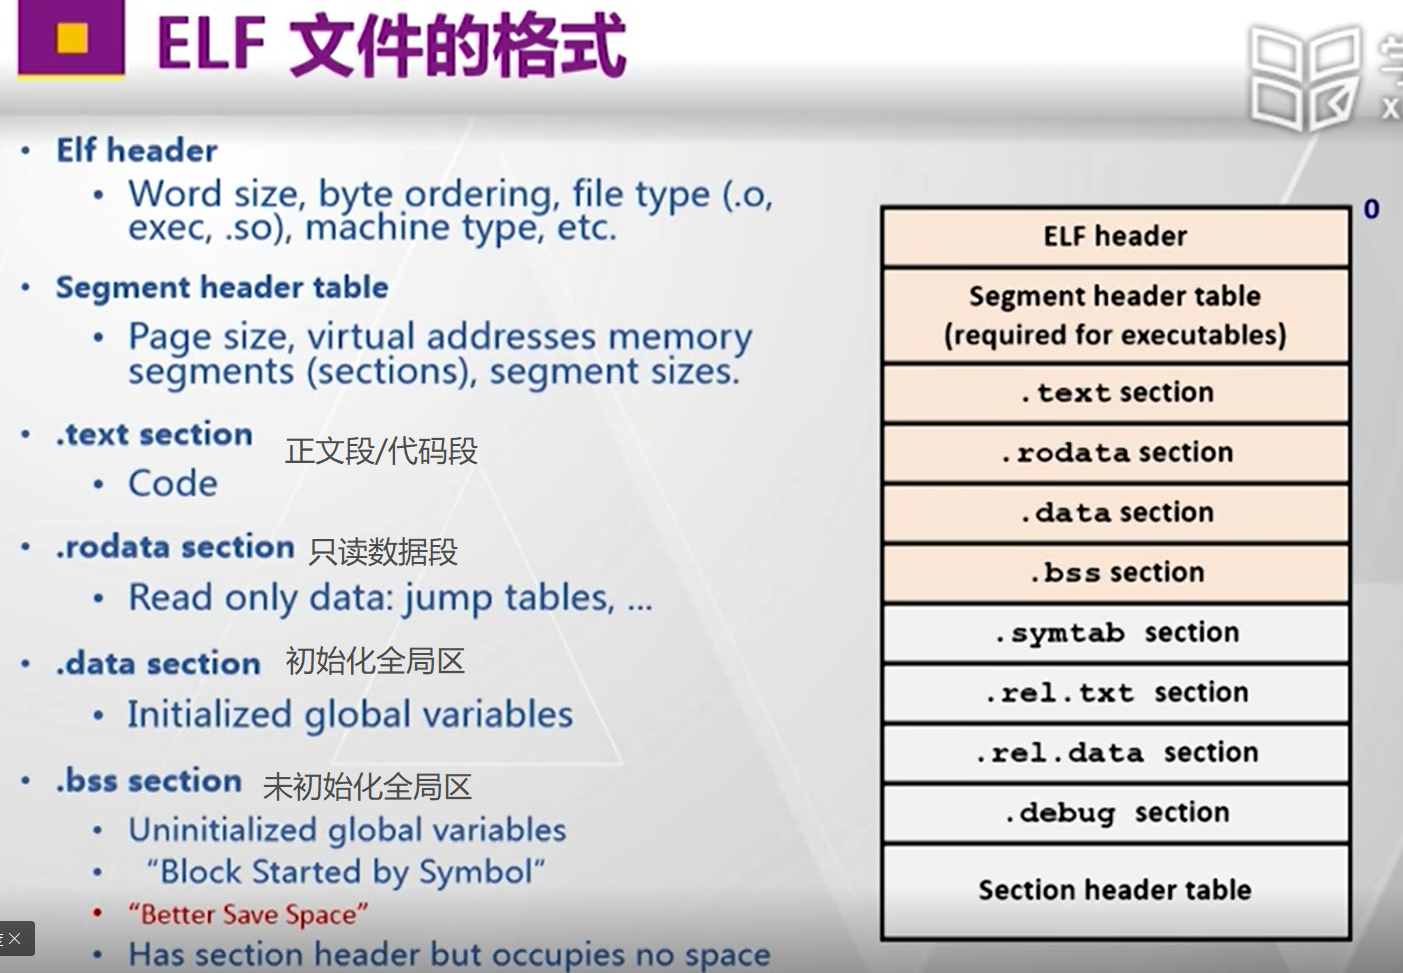 ELF 文件的格式
• Elf header
• Word size, byte ordering, file type (.o,
exec, .so), machine type, etc.
• Segment header table
• Page size, virtual addresses memory
segments (sections), segment sizes.
• .text section 正文段/代码段
• Code
• .rodata section 只读数据段
• Read only data: jump tables, ...
• .data section 初始化全局区
• Initialized global variables
• .bss section 未初始化全局区
• Uninitialized global variables
• “Block Started by Symbol”
• “Better Save Space”
• Has section header but occupies no space
0
ELF header
Segment header table
(required for executables)
.text section
.rodata section
.data section
.bss section
.symtab section
.rel.txt section
.rel.data section
.debug section
Section header table